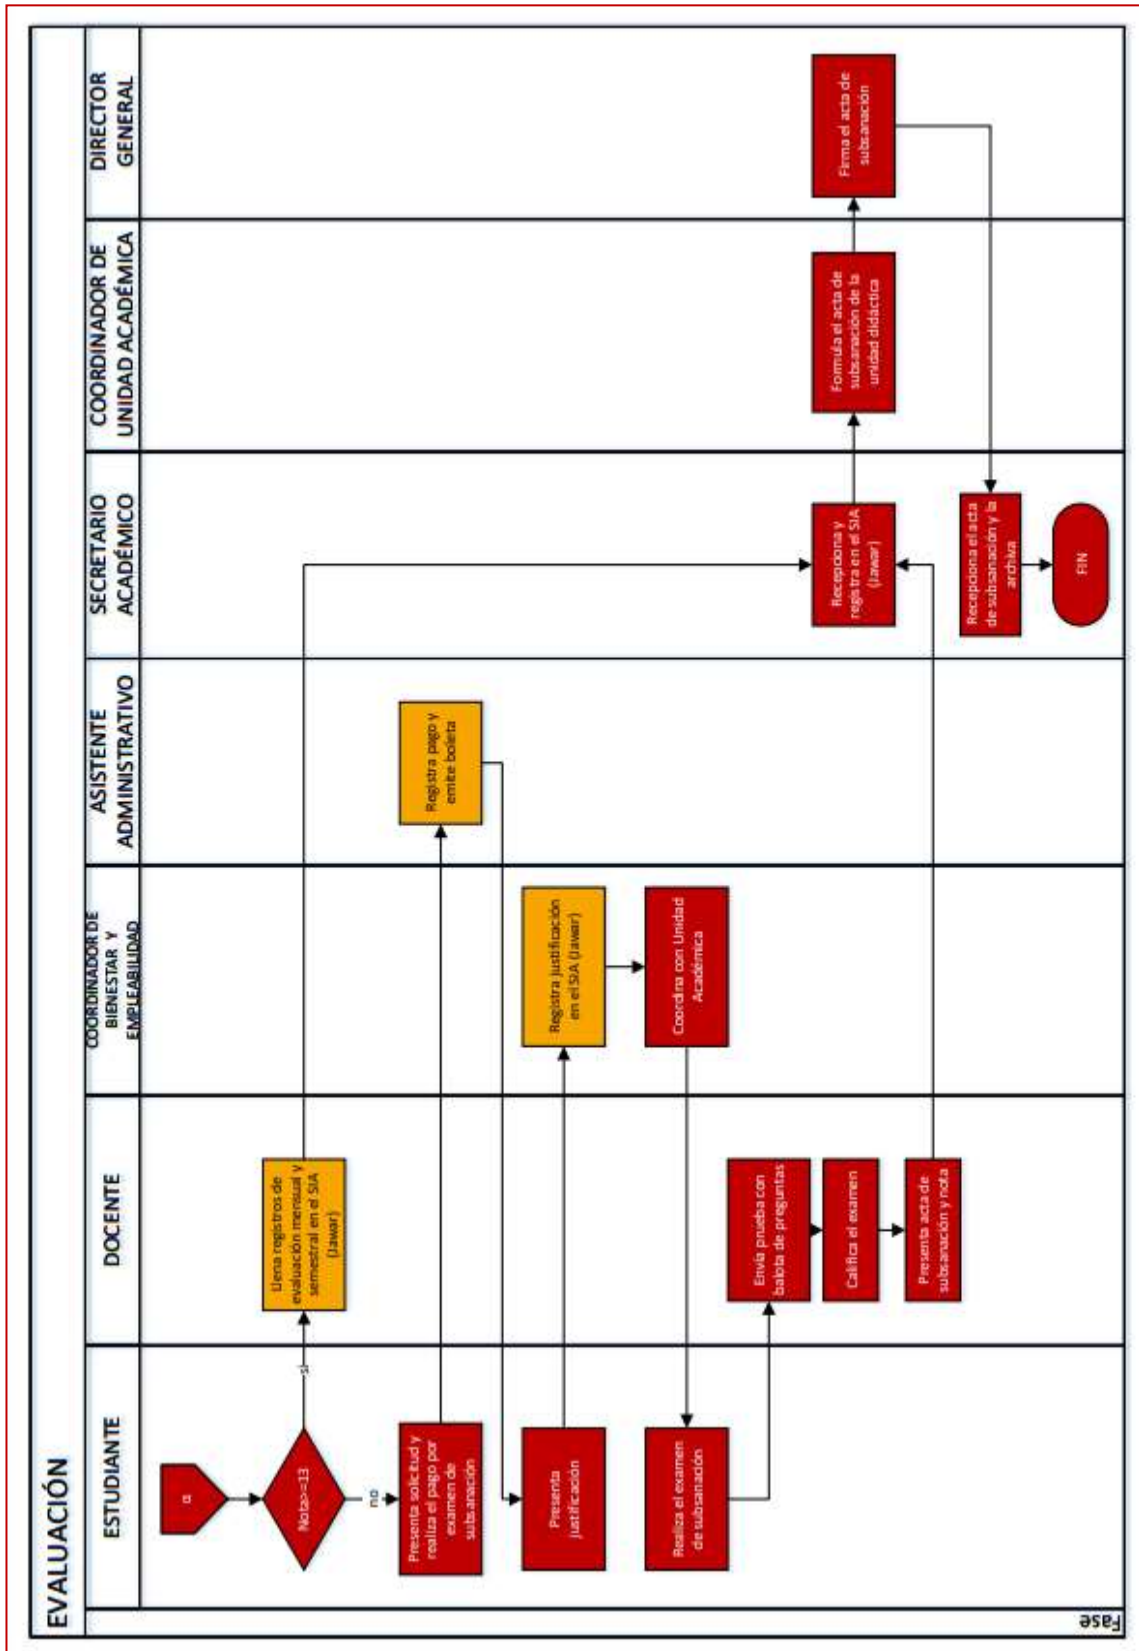 EVALUACIÓN
ESTUDIANTE
DOCENTE
COORDINADOR DE
BIENESTAR Y
EMPLEABILIDAD
ASISTENTE
ADMINISTRATIVO
SECRETARIO
ACADÉMICO
COORDINADOR DE
UNIDAD ACADÉMICA
DIRECTOR
GENERAL
Nota>=13
si
Llena registros de
evaluación mensual y
semestral en el SIA
(Jawar)
no
Presenta solicitud y
realiza el pago por
examen de
subsanación
Registra pago y
emite boleta
Presenta
justificación
Registra justificación
en el SIA (Jawar)
Coordina con Unidad
Académica
Realiza el examen
de subsanación
Envía prueba con
balota de preguntas
Califica el examen
Presenta acta de
subsanación y nota
Recepciona y
registra en el SIA
(Jawar)
Formula el acta de
subsanación de la
unidad didáctica
Firma el acta de
subsanación
Recepciona el acta
de subsanación y la
archiva
FIN
Fase